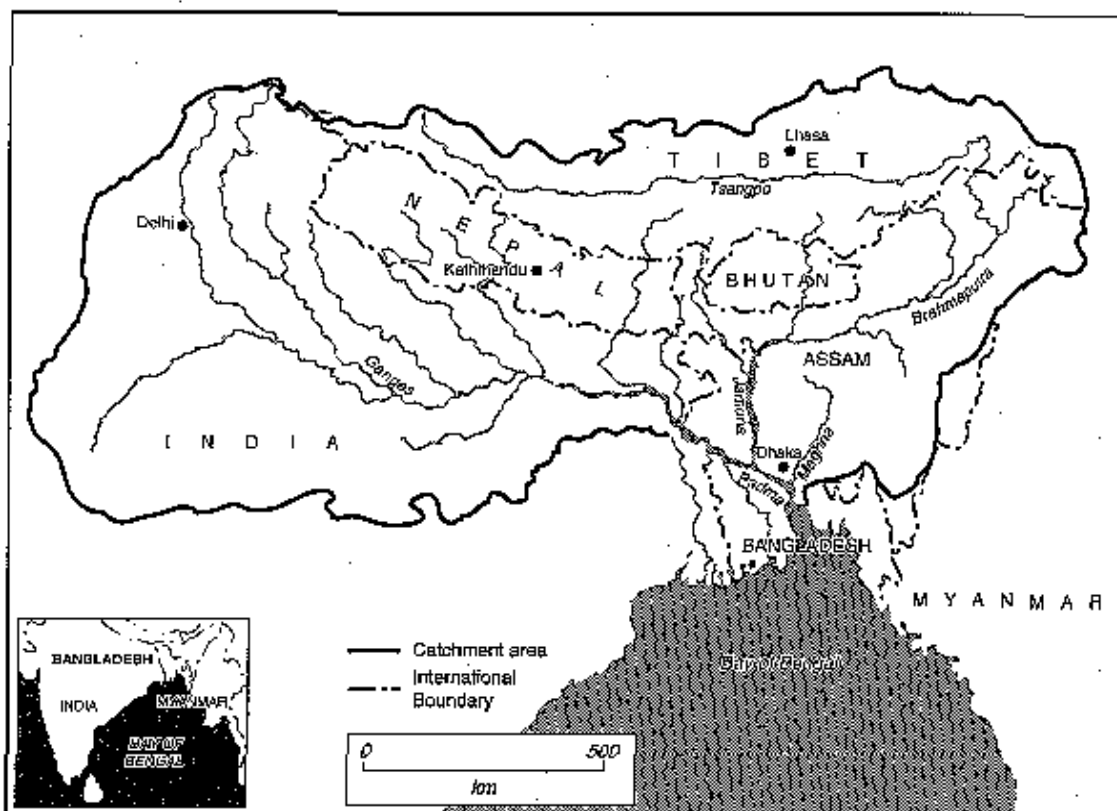 Lhasa
T I B E T
Tsangpo
Delhi
N E P A L
Kathmandu
BHUTAN
Brahmaputra
ASSAM
Ganges
Jamuna
I N D I A
Dhaka
Meghna
Padma
BANGLADESH
M Y A N M A R
Bay of Bengal
Catchment area
International
Boundary
0 500
km
BANGLADESH
INDIA
MYANMAR
BAY OF
BENGAL